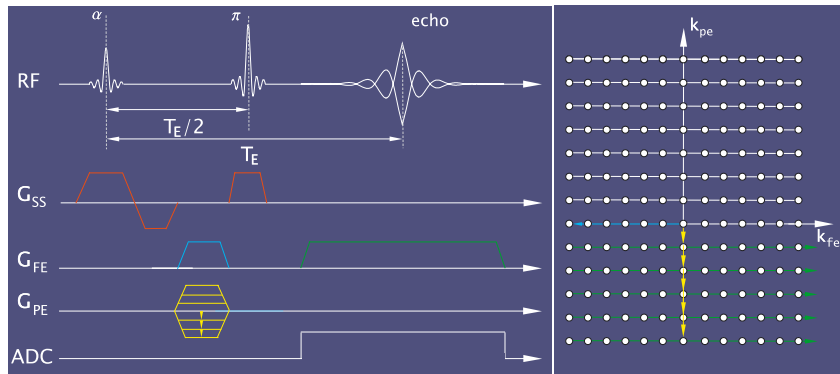 α
π
echo
RF
T_E/2
T_E
G_SS
G_FE
G_PE
ADC
k_pe
k_fe